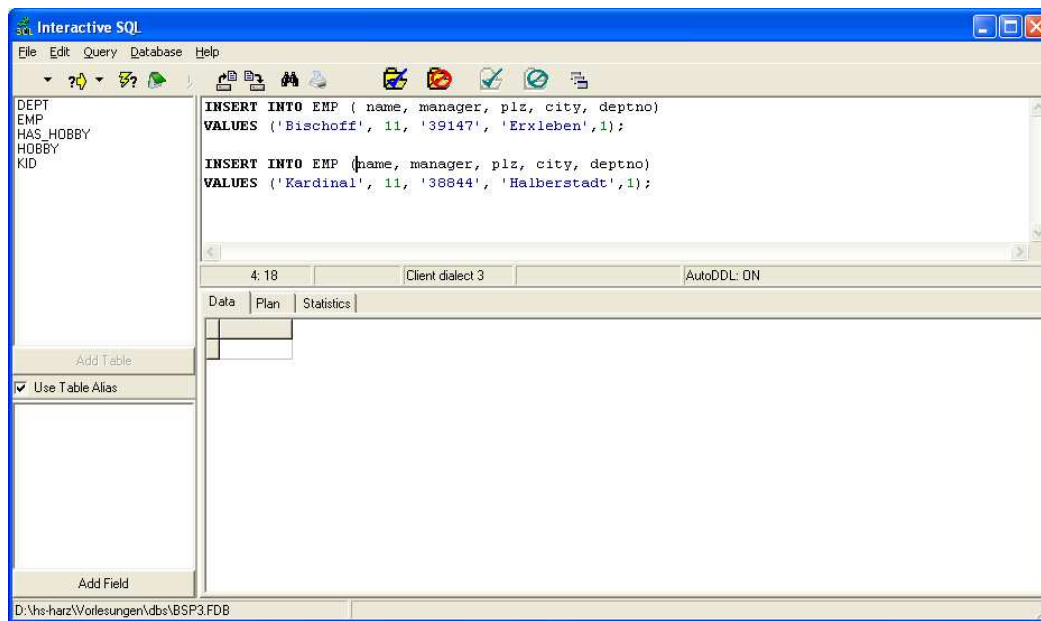 Interactive SQL
File Edit Query Database Help
DEPT
EMP
HAS_HOBBY
HOBBY
KID
INSERT INTO EMP ( name, manager, plz, city, deptno)
VALUES ('Bischoff', 11, '39147', 'Erxleben',1);
INSERT INTO EMP (name, manager, plz, city, deptno)
VALUES ('Kardinal', 11, '38844', 'Halberstadt',1);
4: 18 Client dialect 3 AutoDDL: ON
Data Plan Statistics
Add Table
Use Table Alias
Add Field
D:\hs-harz\Vorlesungen\dbs\BSP3.FDB